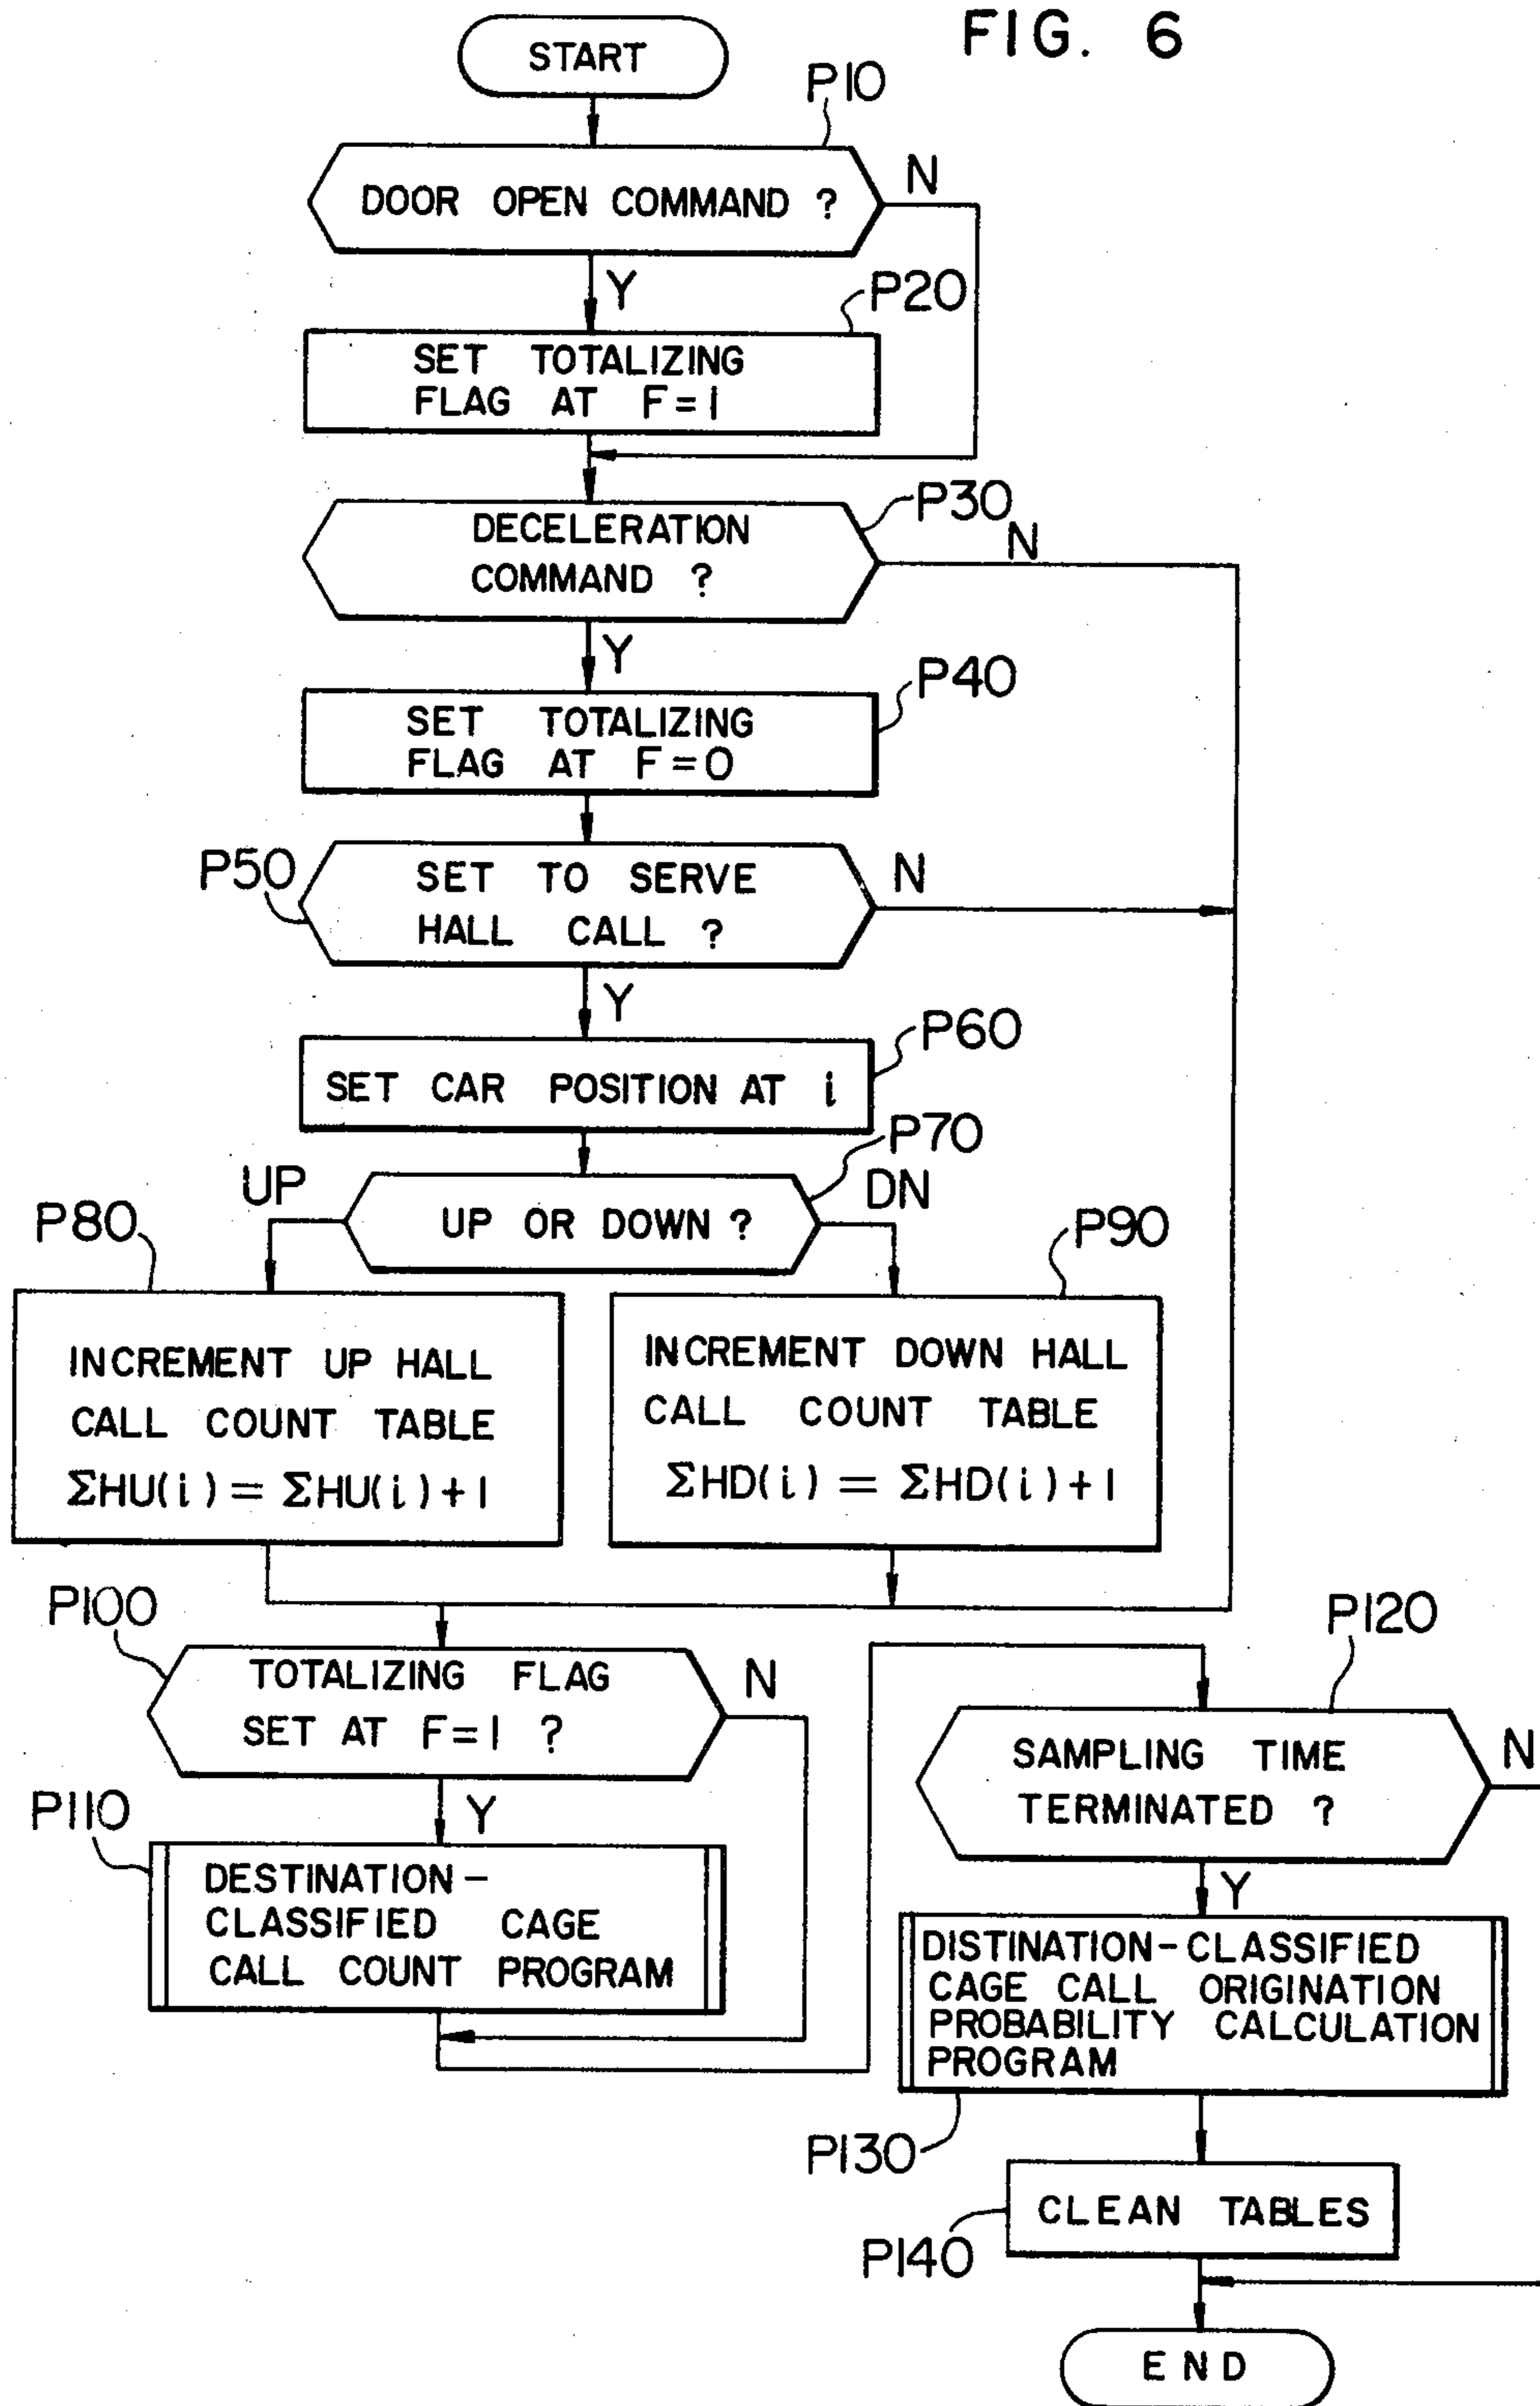 FIG. 6
START
P10
DOOR OPEN COMMAND ?
N
Y
P20
SET TOTALIZING
FLAG AT F=1
P30
DECELERATION
COMMAND ?
N
Y
P40
SET TOTALIZING
FLAG AT F=0
P50
SET TO SERVE
HALL CALL ?
N
Y
P60
SET CAR POSITION AT i
P70
UP
UP OR DOWN ?
DN
P80
INCREMENT UP HALL
CALL COUNT TABLE
ΣHU(i) = ΣHU(i)+1
P90
INCREMENT DOWN HALL
CALL COUNT TABLE
ΣHD(i) = ΣHD(i)+1
P100
TOTALIZING FLAG
SET AT F=1 ?
N
Y
P110
DESTINATION-
CLASSIFIED CAGE
CALL COUNT PROGRAM
P120
SAMPLING TIME
TERMINATED ?
N
Y
DISTINATION-CLASSIFIED
CAGE CALL ORIGINATION
PROBABILITY CALCULATION
PROGRAM
P130
CLEAN TABLES
P140
END